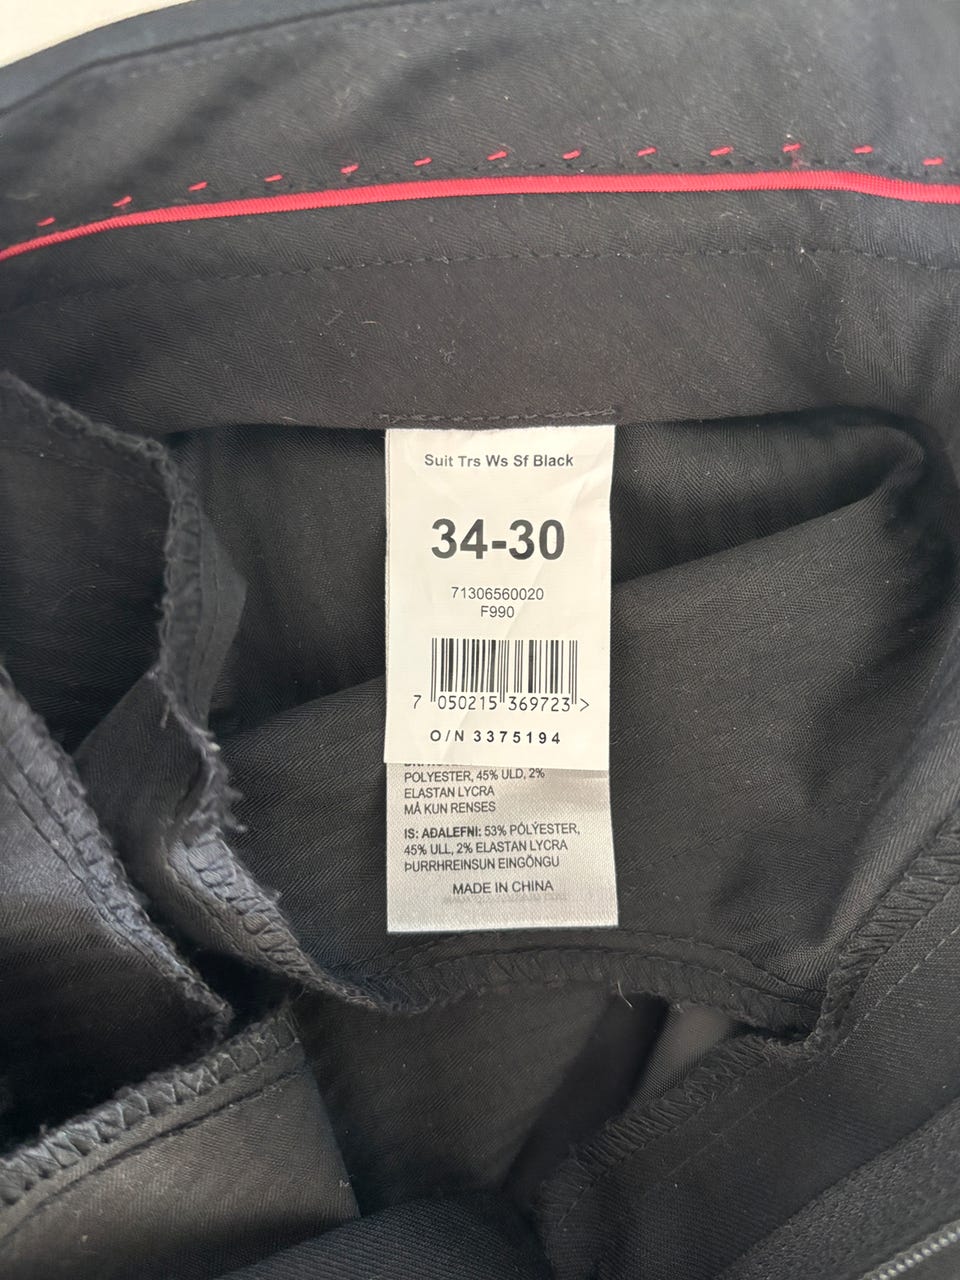 Suit Trs Ws Sf Black
34-30
71306560020
F990
7 050215 369723 >
O/N 3375194
POLYESTER, 45% ULD, 2%
ELASTAN LYCRA
MÅ KUN RENSES
IS: AÐALEFNI: 53% PÓLÝESTER,
45% ULL, 2% ELASTAN LYCRA
ÞURRHREINSUN EINGÖNGU
MADE IN CHINA